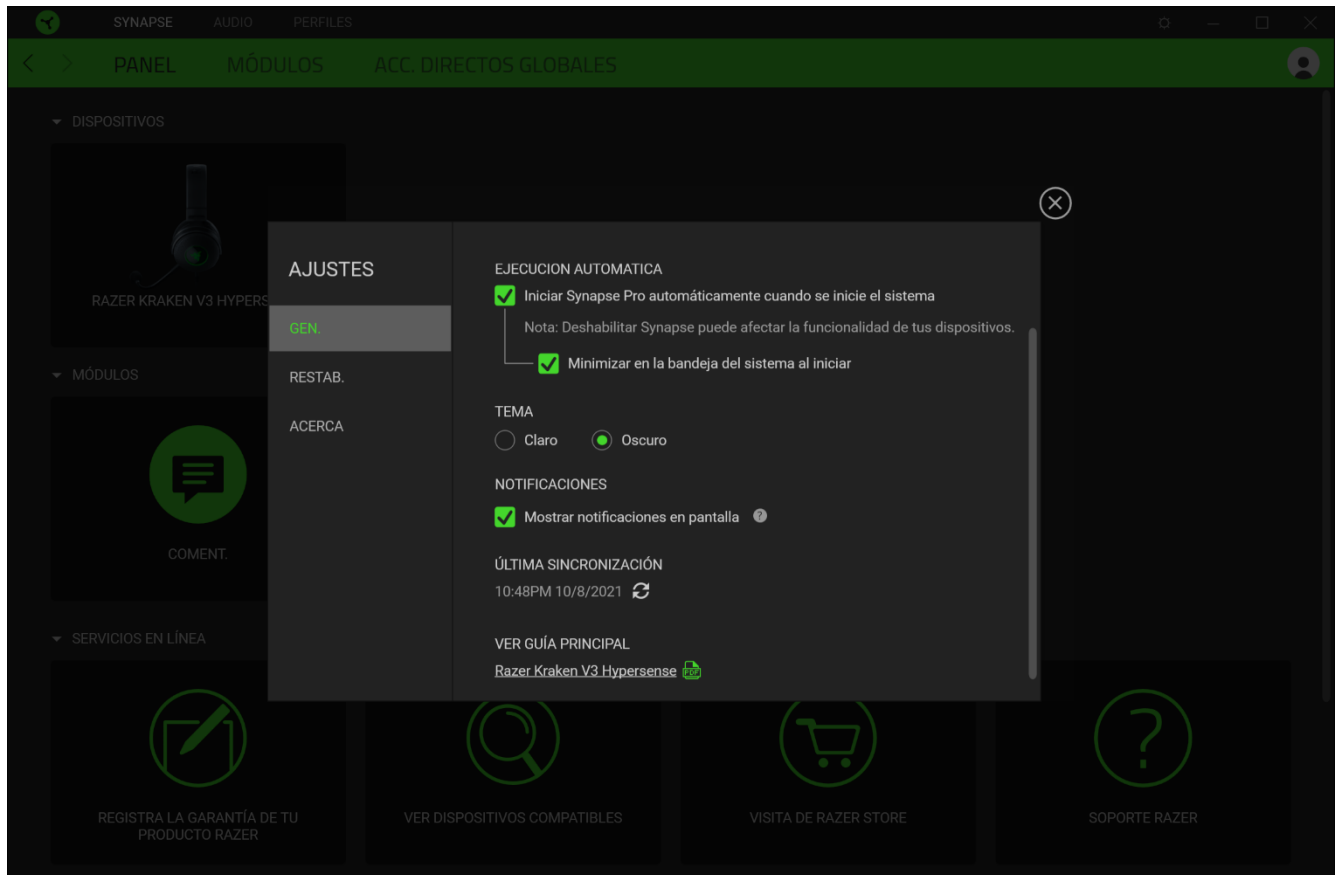 SYNAPSE AUDIO PERFILES
PANEL MÓDULOS ACC. DIRECTOS GLOBALES
DISPOSITIVOS
RAZER KRAKEN V3 HYPERS
MÓDULOS
COMENT.
SERVICIOS EN LÍNEA
REGISTRA LA GARANTÍA DE TU
PRODUCTO RAZER
VER DISPOSITIVOS COMPATIBLES
VISITA DE RAZER STORE
SOPORTE RAZER
AJUSTES
GEN.
RESTAB.
ACERCA
EJECUCION AUTOMATICA
Iniciar Synapse Pro automáticamente cuando se inicie el sistema
Nota: Deshabilitar Synapse puede afectar la funcionalidad de tus dispositivos.
Minimizar en la bandeja del sistema al iniciar
TEMA
Claro Oscuro
NOTIFICACIONES
Mostrar notificaciones en pantalla ?
ÚLTIMA SINCRONIZACIÓN
10:48PM 10/8/2021
VER GUÍA PRINCIPAL
Razer Kraken V3 Hypersense PDF